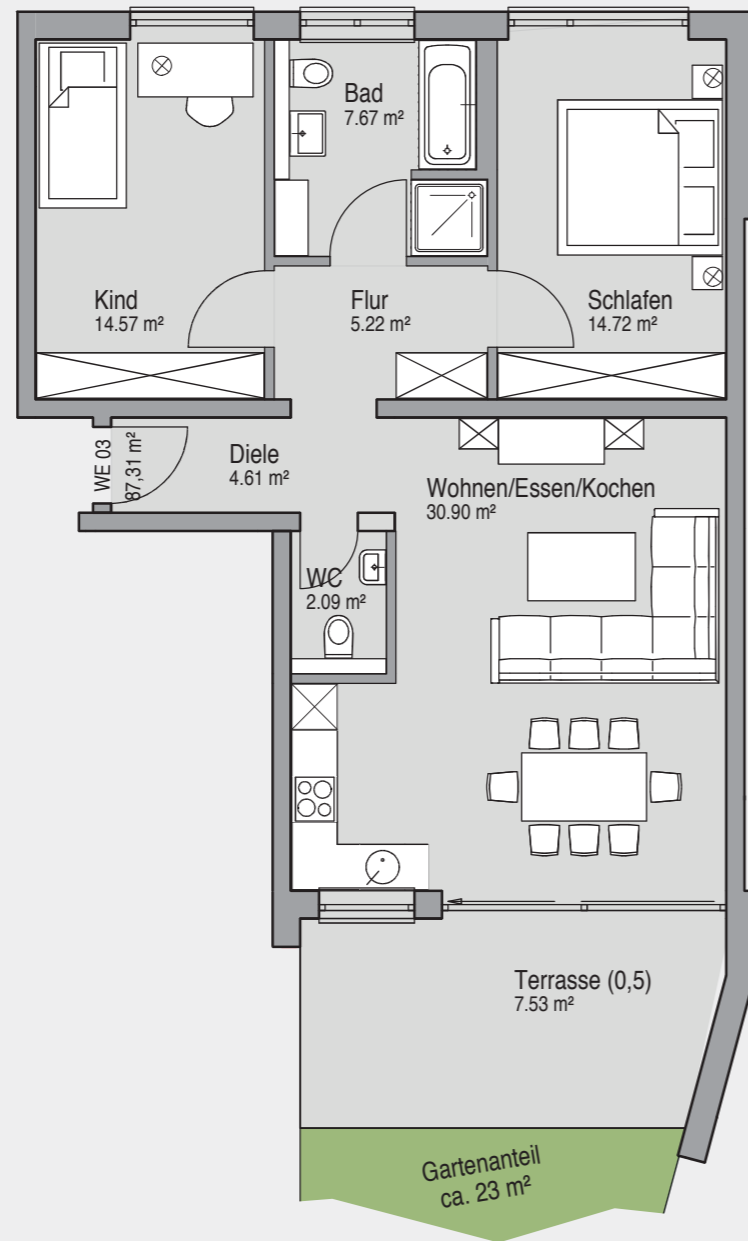 Bad
7.67 m²
Kind
14.57 m²
Flur
5.22 m²
Schlafen
14.72 m²
WE 03
87,31 m²
Diele
4.61 m²
Wohnen/Essen/Kochen
30.90 m²
WC
2.09 m²
Terrasse (0,5)
7.53 m²
Gartenanteil
ca. 23 m²